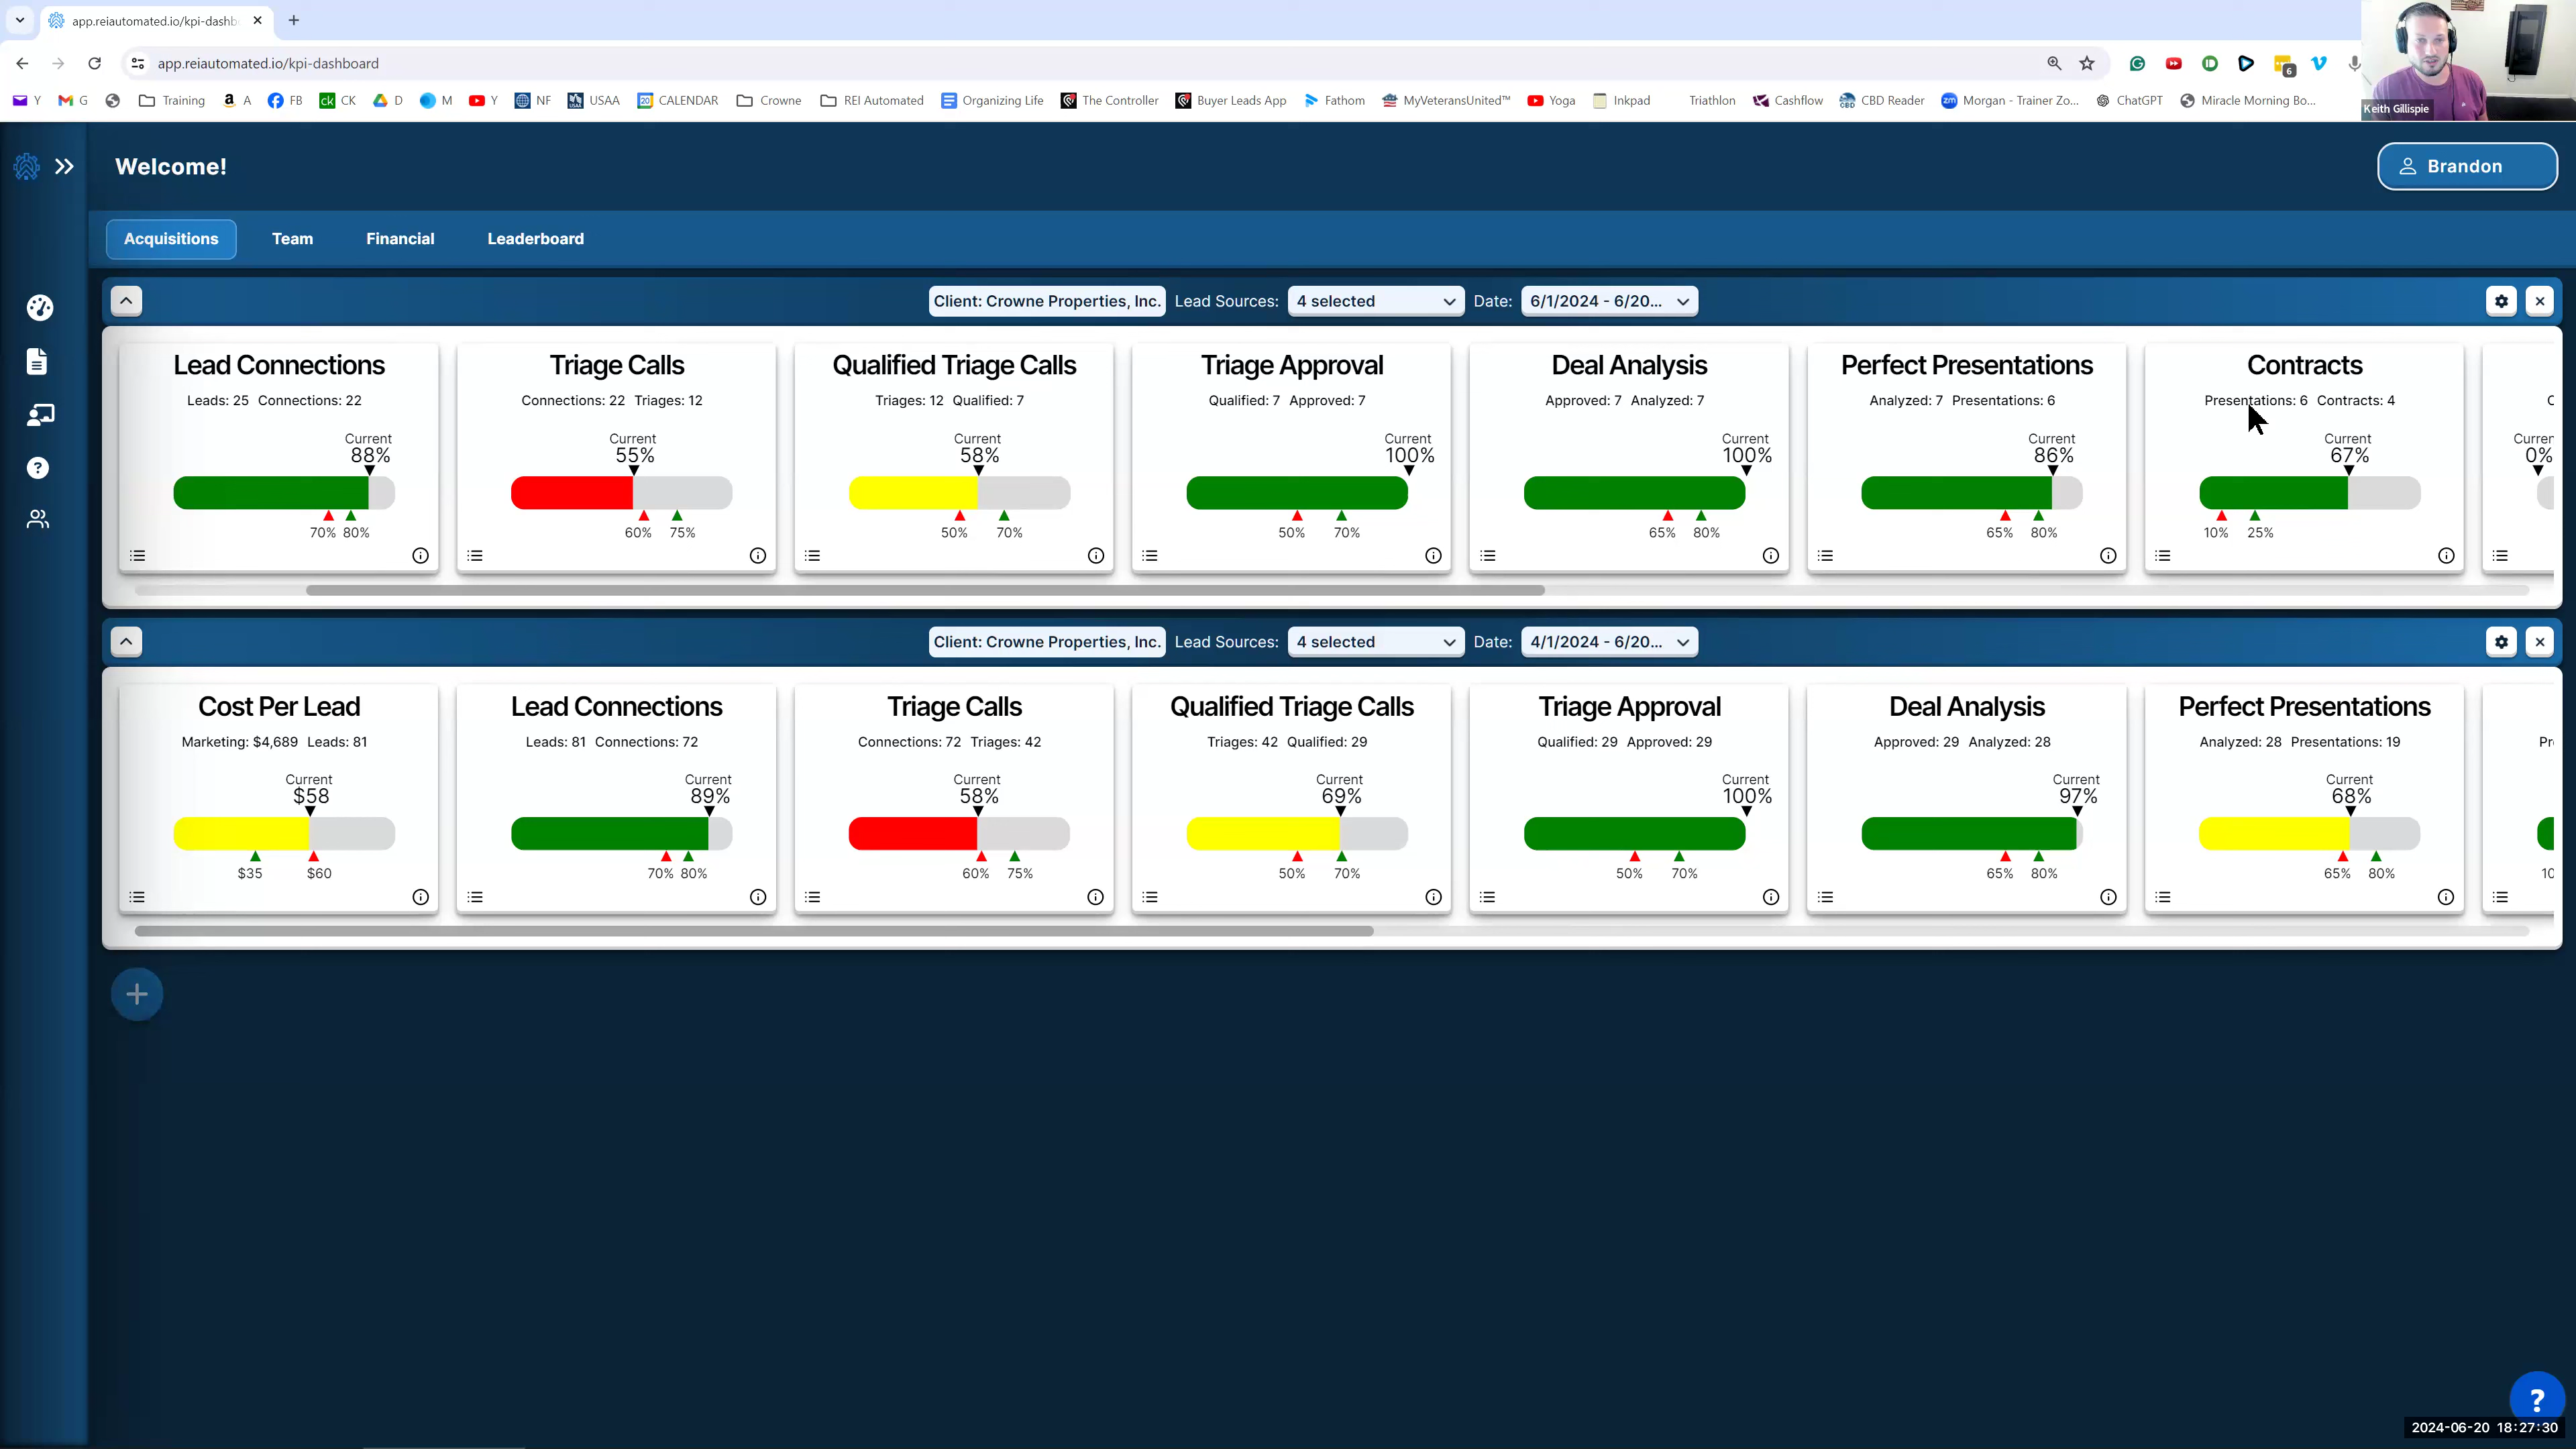 app.reiautomated.io/kpi-dashb
app.reiautomated.io/kpi-dashboard
6
Y G Training A FB CK D M Y NF USAA CALENDAR Crowne REI Automated Organizing Life The Controller Buyer Leads App Fathom MyVeteransUnited™ Yoga Inkpad Triathlon Cashflow CBD Reader Morgan - Trainer Zo... ChatGPT Miracle Morning Bo...
Keith Gillispie
Welcome!
Brandon
Acquisitions Team Financial Leaderboard
Client: Crowne Properties, Inc. Lead Sources: 4 selected Date: 6/1/2024 - 6/20...
Lead Connections
Leads: 25 Connections: 22
Current
88%
70% 80%
Triage Calls
Connections: 22 Triages: 12
Current
55%
60% 75%
Qualified Triage Calls
Triages: 12 Qualified: 7
Current
58%
50% 70%
Triage Approval
Qualified: 7 Approved: 7
Current
100%
50% 70%
Deal Analysis
Approved: 7 Analyzed: 7
Current
100%
65% 80%
Perfect Presentations
Analyzed: 7 Presentations: 6
Current
86%
65% 80%
Contracts
Presentations: 6 Contracts: 4
Current
67%
10% 25%
C
Curren
0%
Client: Crowne Properties, Inc. Lead Sources: 4 selected Date: 4/1/2024 - 6/20...
Cost Per Lead
Marketing: $4,689 Leads: 81
Current
$58
$35 $60
Lead Connections
Leads: 81 Connections: 72
Current
89%
70% 80%
Triage Calls
Connections: 72 Triages: 42
Current
58%
60% 75%
Qualified Triage Calls
Triages: 42 Qualified: 29
Current
69%
50% 70%
Triage Approval
Qualified: 29 Approved: 29
Current
100%
50% 70%
Deal Analysis
Approved: 29 Analyzed: 28
Current
97%
65% 80%
Perfect Presentations
Analyzed: 28 Presentations: 19
Current
68%
65% 80%
Pr
10
?
2024-06-20 18:27:30